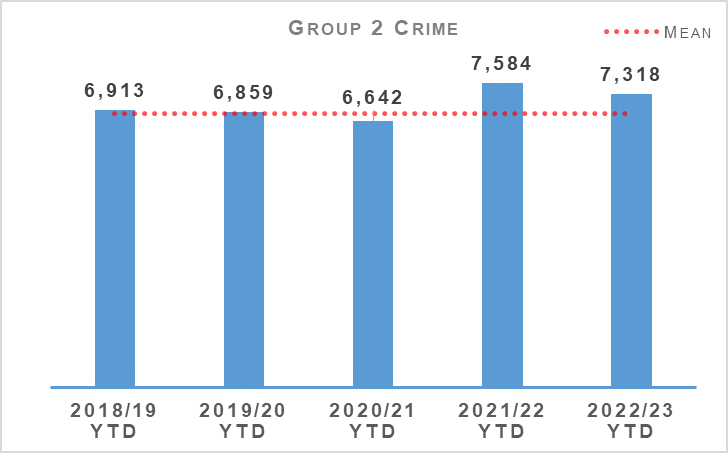 GROUP 2 CRIME
MEAN
6,913
6,859
6,642
7,584
7,318
2018/19 YTD
2019/20 YTD
2020/21 YTD
2021/22 YTD
2022/23 YTD